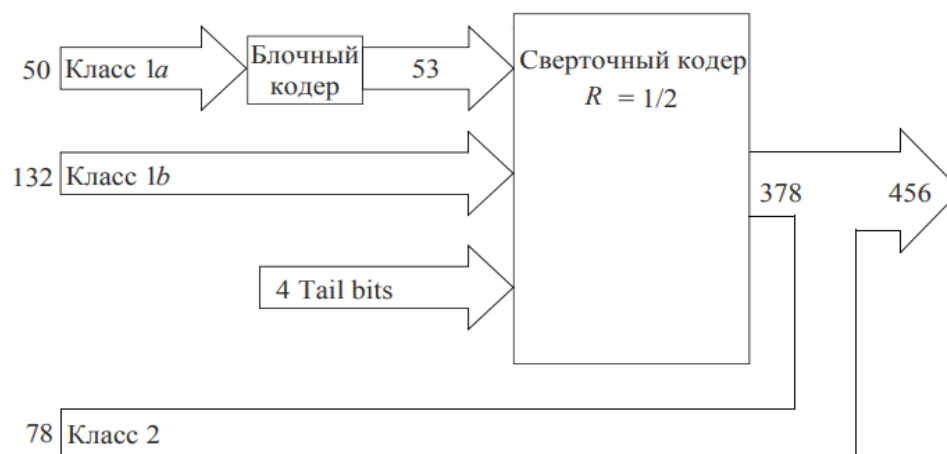 50 Класс 1a
Блочный
кодер
53
Сверточный кодер
R = 1/2
132 Класс 1b
378
456
4 Tail bits
78 Класс 2